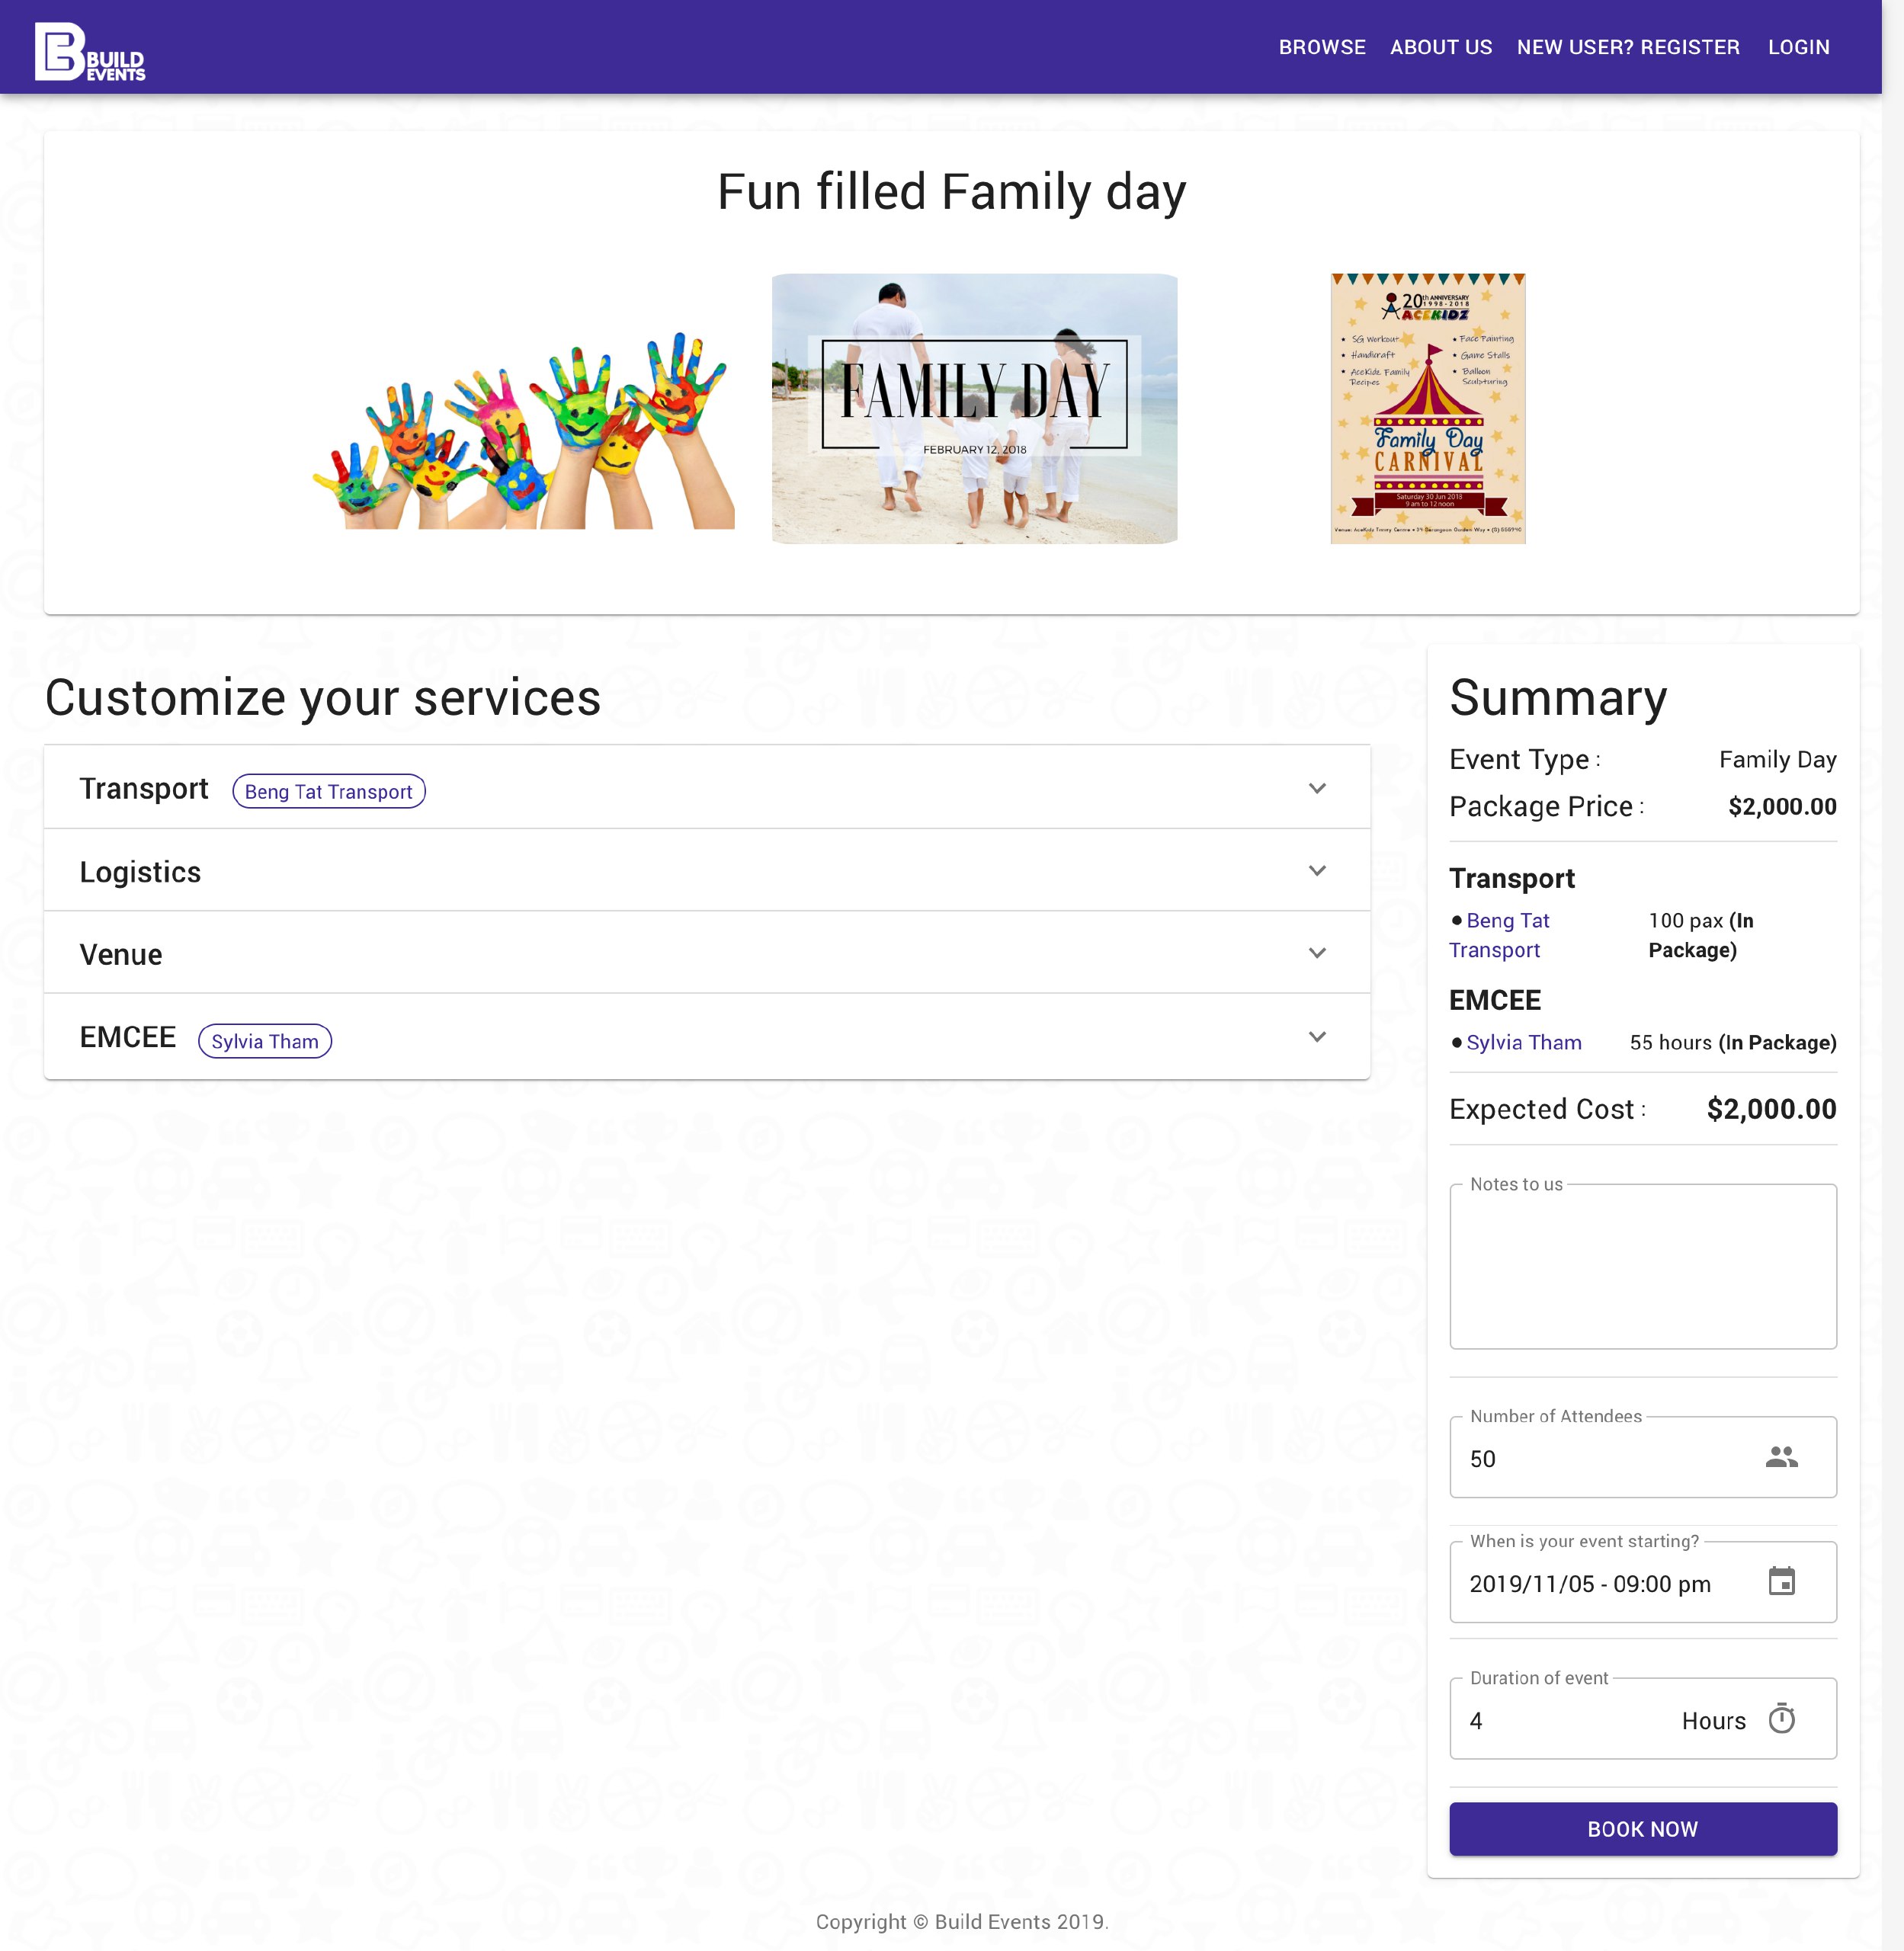 BUILD
EVENTS
BROWSE ABOUT US NEW USER? REGISTER LOGIN
Fun filled Family day
FAMILY DAY
FEBRUARY 12, 2018
20th ANNIVERSARY
1998-2018
ACEKIDZ
SG Workout
Handicraft
AceKidz Family
Recipes
Face Painting
Game Stalls
Balloon
Sculpturing
Family Day
CARNIVAL
Saturday 30 Jun 2018
9 am to 12 noon
Customize your services
Transport Beng Tat Transport
Logistics
Venue
EMCEE Sylvia Tham
Summary
Event Type : Family Day
Package Price : $2,000.00
Transport
Beng Tat Transport 100 pax (In Package)
EMCEE
Sylvia Tham 55 hours (In Package)
Expected Cost : $2,000.00
Notes to us
Number of Attendees
50
When is your event starting?
2019/11/05 - 09:00 pm
Duration of event
4 Hours
BOOK NOW
Copyright © Build Events 2019.